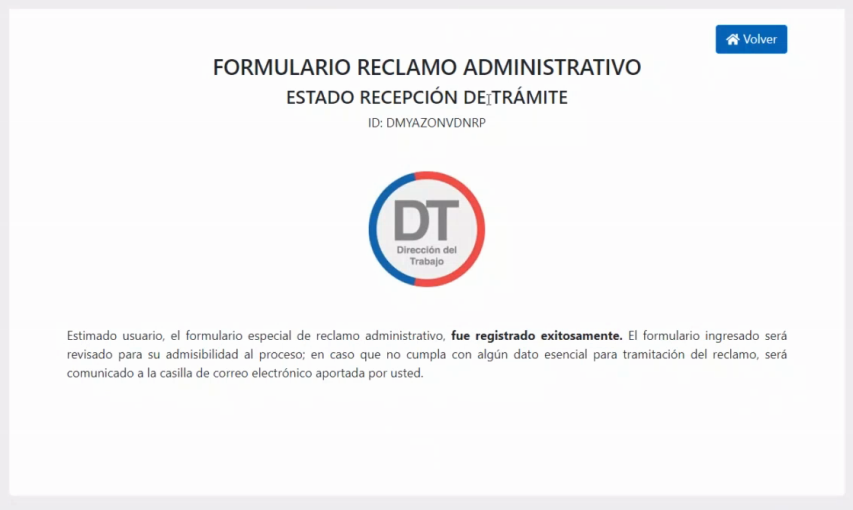 Volver
FORMULARIO RECLAMO ADMINISTRATIVO
ESTADO RECEPCIÓN DE TRÁMITE
ID: DMYAZONVDNRP
DT
Dirección del
Trabajo
Estimado usuario, el formulario especial de reclamo administrativo, fue registrado exitosamente. El formulario ingresado será
revisado para su admisibilidad al proceso; en caso que no cumpla con algún dato esencial para tramitación del reclamo, será
comunicado a la casilla de correo electrónico aportada por usted.